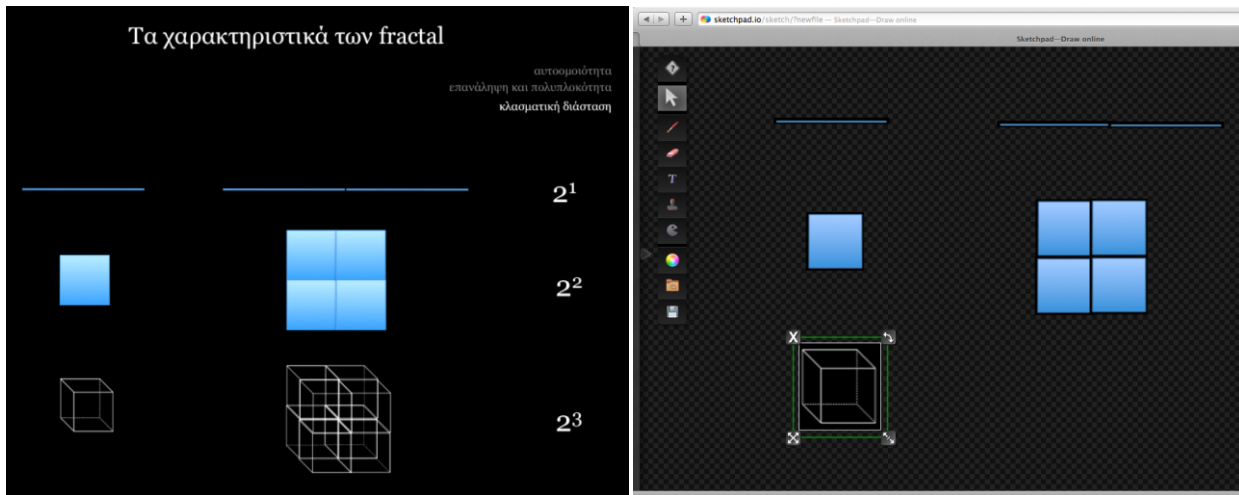 Τα χαρακτηριστικά των fractal
αυτοομοιότητα
επανάληψη και πολυπλοκότητα
κλασματική διάσταση
2¹
2²
2³
sketchpad.io/sketch/?newfile — Sketchpad—Draw online
Sketchpad—Draw online
T
X